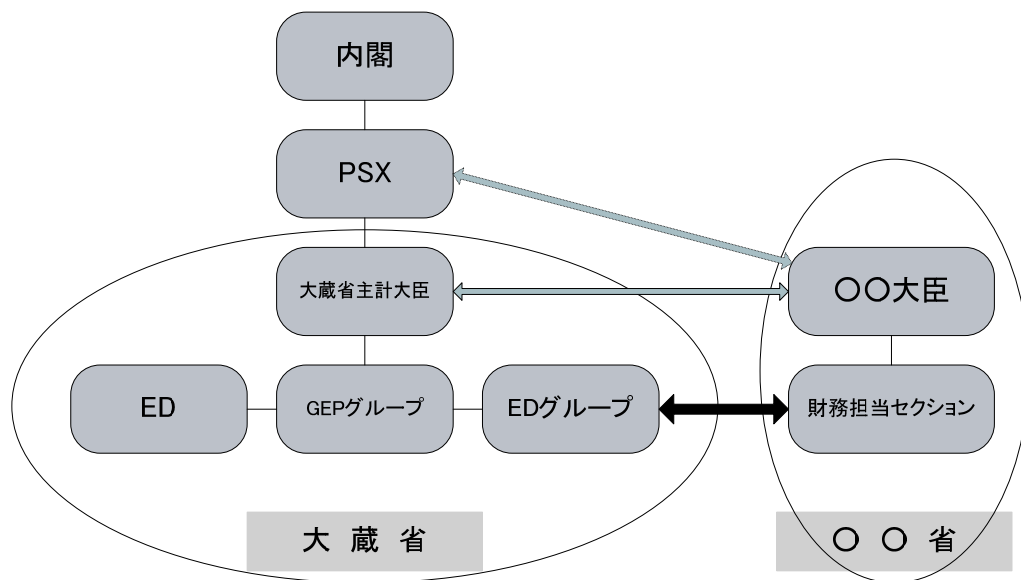 内閣
PSX
大蔵省主計大臣
〇〇大臣
ED
GEPグループ
EDグループ
財務担当セクション
大 蔵 省
〇 〇 省